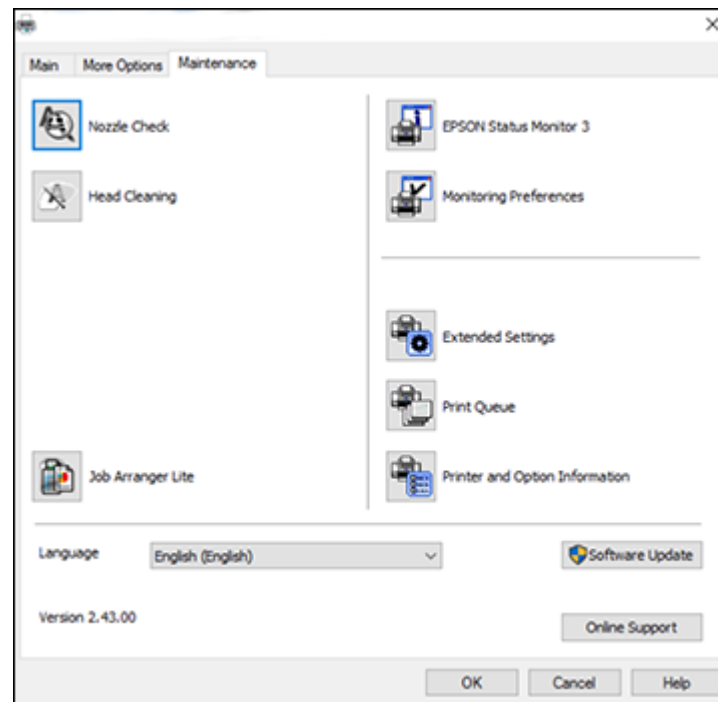 Main More Options Maintenance
Nozzle Check
Head Cleaning
Job Arranger Lite
EPSON Status Monitor 3
Monitoring Preferences
Extended Settings
Print Queue
Printer and Option Information
Language English (English) Software Update
Version 2.43.00
Online Support
OK Cancel Help